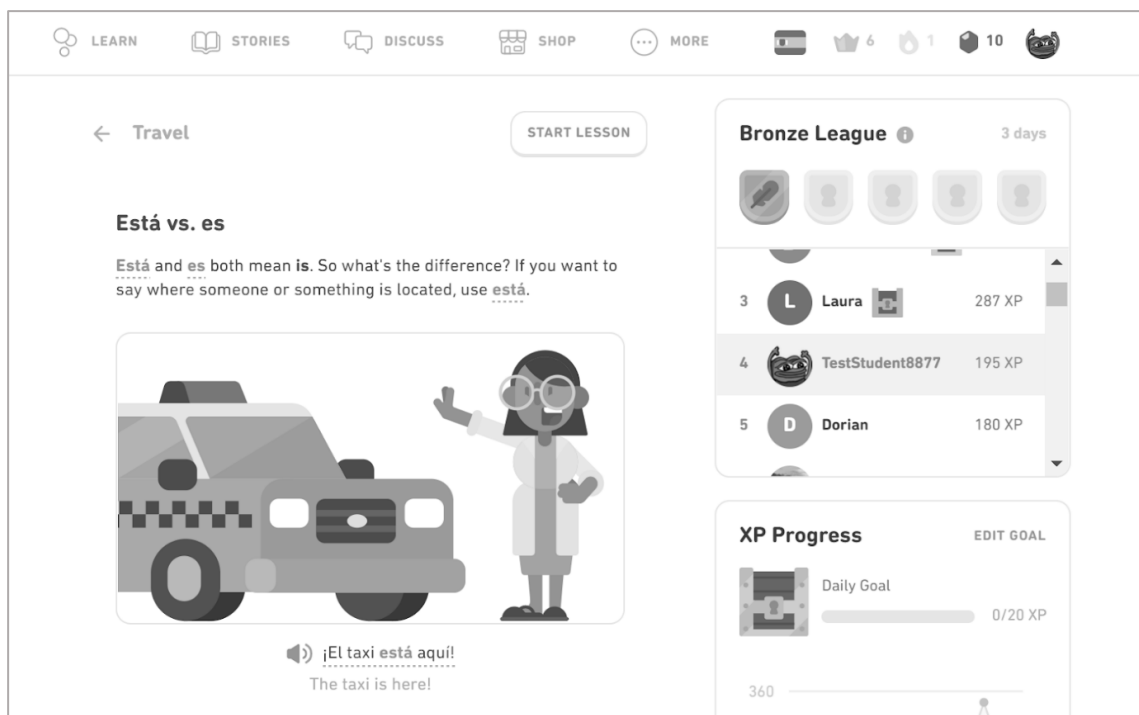 LEARN STORIES DISCUSS SHOP MORE 6 1 10
Travel
START LESSON
Está vs. es
Está and es both mean is. So what's the difference? If you want to
say where someone or something is located, use está.
¡El taxi está aquí!
The taxi is here!
Bronze League 3 days
3 L Laura 287 XP
4 TestStudent8877 195 XP
5 D Dorian 180 XP
XP Progress EDIT GOAL
Daily Goal
0/20 XP
360